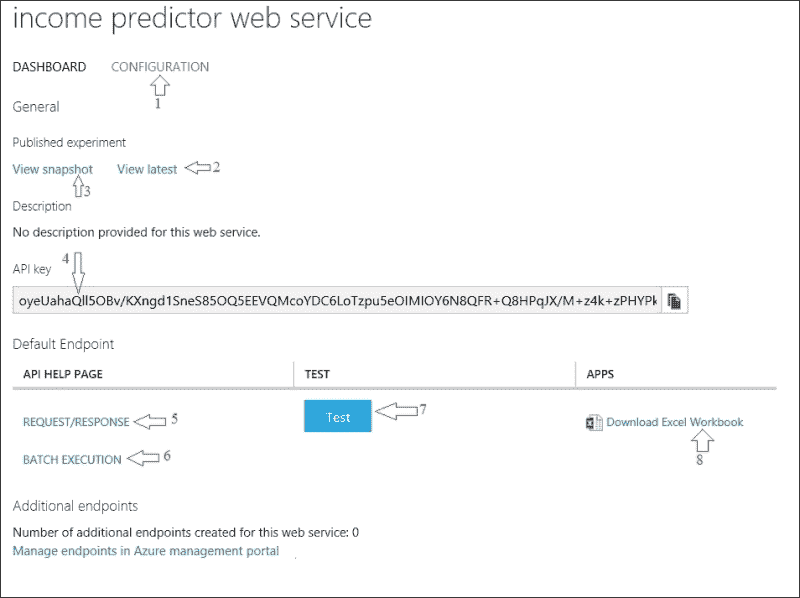 income predictor web service
DASHBOARD CONFIGURATION
1
General
Published experiment
View snapshot View latest 2
3
Description
No description provided for this web service.
4
API key
oyeUahaQll5OBv/KXngd1SneS85OQ5EEVQMcoYDC6LoTzpu5eOIMIOY6N8QFR+Q8HPqJX/M+z4k+zPHYPk
Default Endpoint
API HELP PAGE TEST APPS
REQUEST/RESPONSE 5 Test 7 Download Excel Workbook
BATCH EXECUTION 6 8
Additional endpoints
Number of additional endpoints created for this web service: 0
Manage endpoints in Azure management portal